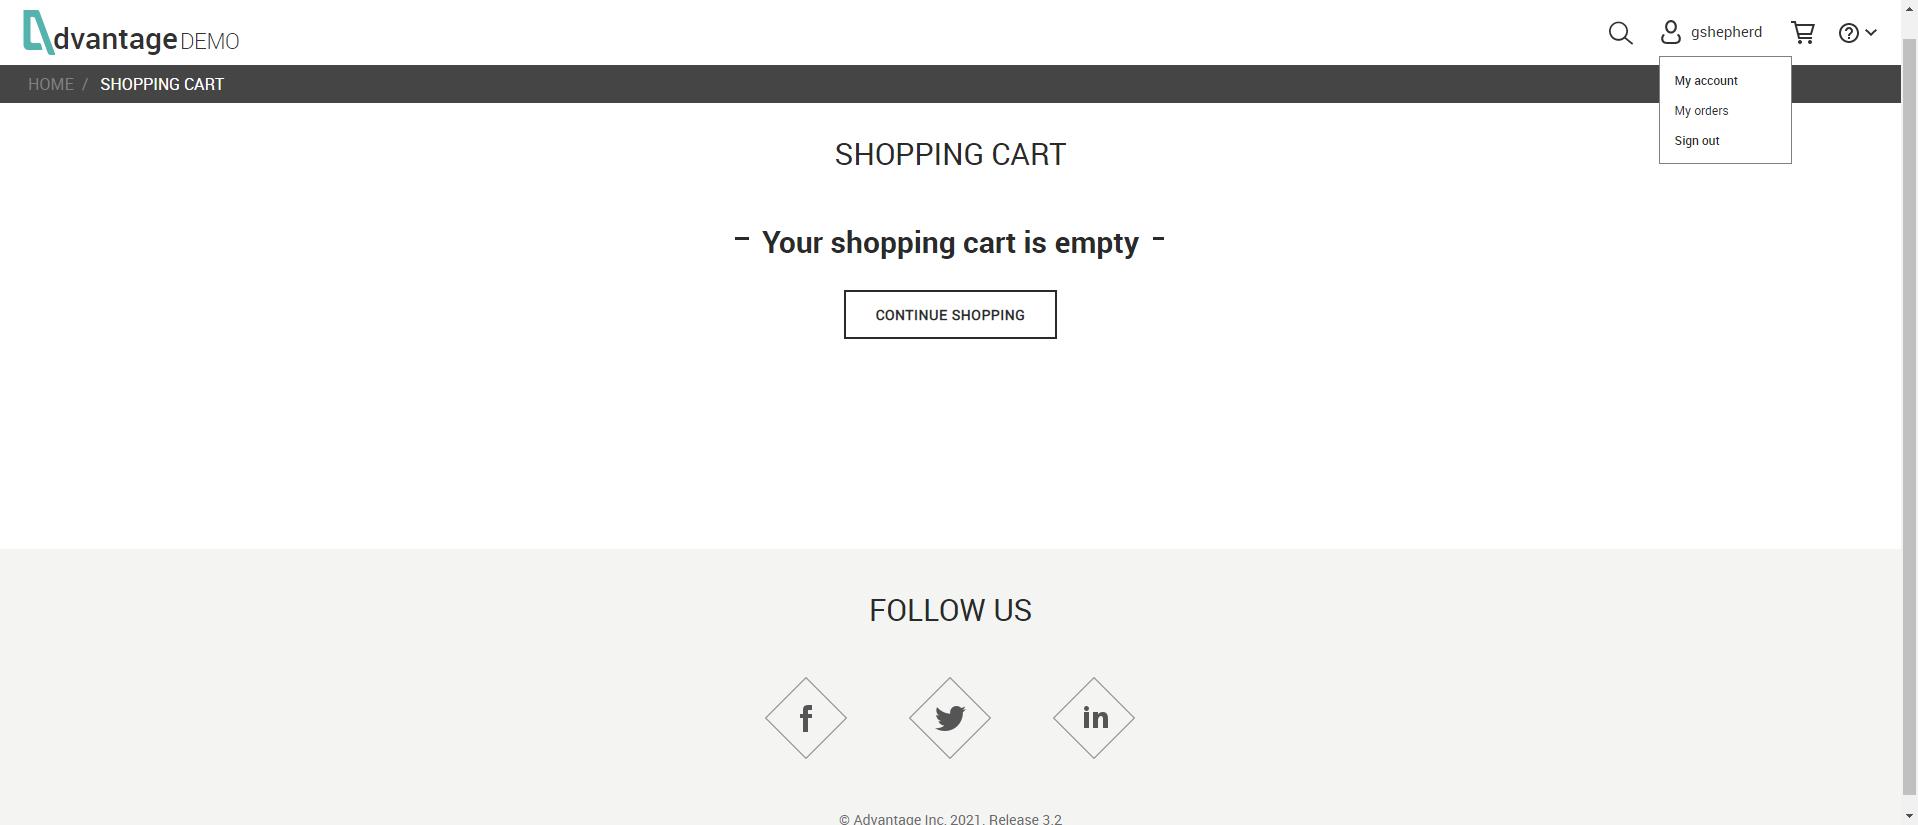 dvantage DEMO
gshepherd
My account
My orders
Sign out
HOME / SHOPPING CART
SHOPPING CART
Your shopping cart is empty
CONTINUE SHOPPING
FOLLOW US
f
in
© Advantage Inc. 2021. Release 3.2